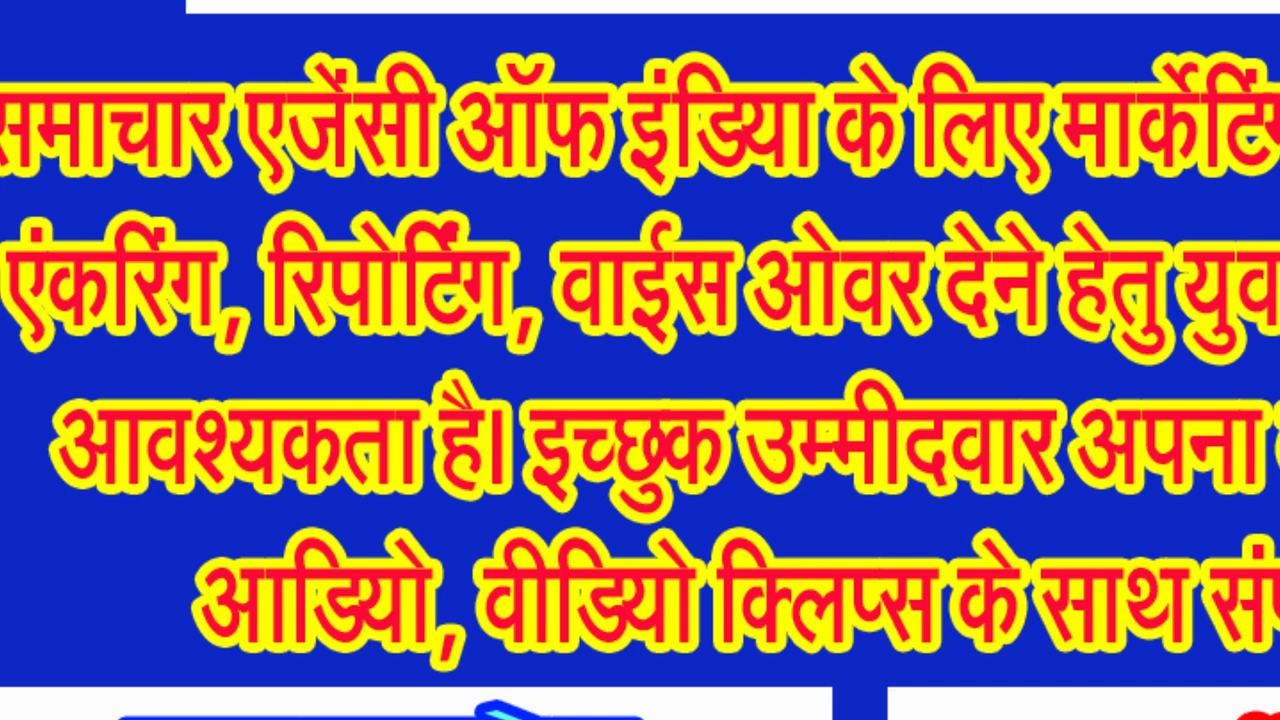 समाचार एजेंसी ऑफ इंडिया के लिए
एंकरिंग, रिपोर्टिंग, वाईस ओवर देने हेतु
आवश्यकता है। इच्छुक उम्मीदवार अपना
आडियो, वीडियो क्लिप्स के साथ